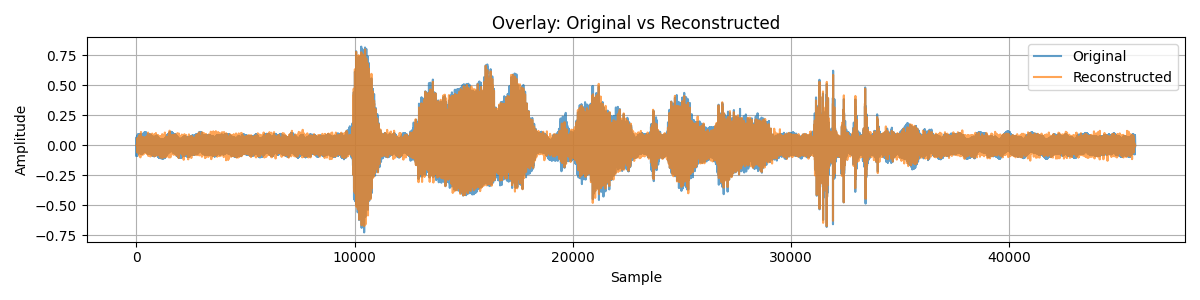 Overlay: Original vs Reconstructed
Amplitude
0.75
0.50
0.25
0.00
−0.25
−0.50
−0.75
Original
Reconstructed
0
10000
20000
30000
40000
Sample